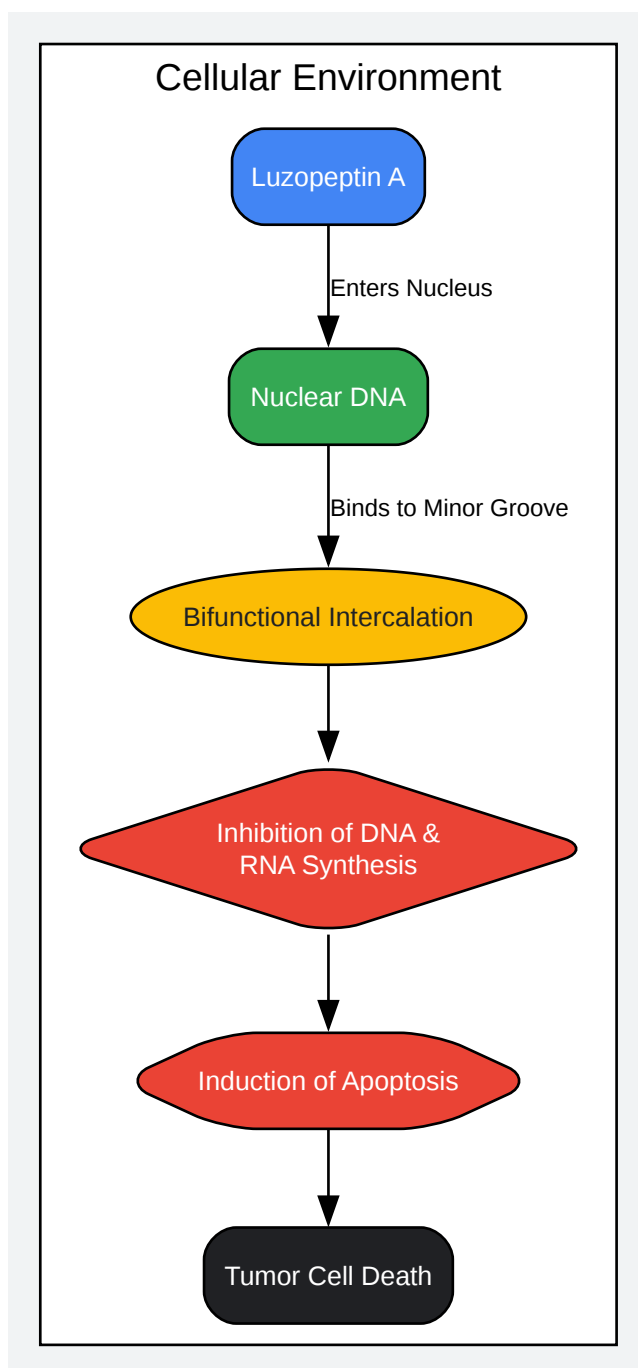 Cellular Environment
Luzopeptin A
Enters Nucleus
Nuclear DNA
Binds to Minor Groove
Bifunctional Intercalation
Inhibition of DNA &
RNA Synthesis
Induction of Apoptosis
Tumor Cell Death